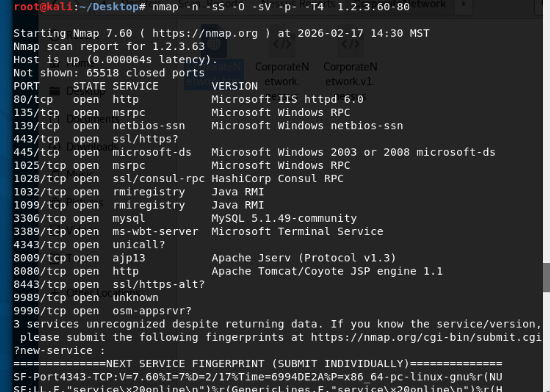 root@kali:~/Desktop# nmap -n -sS -O -sV -p- -T4  1.2.3.60-80
Starting Nmap 7.60 ( https://nmap.org ) at 2026-02-17 14:30 MST
Nmap scan report for 1.2.3.63
Host is up (0.000064s latency).
Not shown: 65518 closed ports
PORT     STATE SERVICE       VERSION
80/tcp   open  http          Microsoft IIS httpd 6.0
135/tcp  open  msrpc         Microsoft Windows RPC
139/tcp  open  netbios-ssn   Microsoft Windows netbios-ssn
443/tcp  open  ssl/https?
445/tcp  open  microsoft-ds  Microsoft Windows 2003 or 2008 microsoft-ds
1025/tcp open  msrpc         Microsoft Windows RPC
1028/tcp open  ssl/consul-rpc HashiCorp Consul RPC
1032/tcp open  rmiregistry   Java RMI
1099/tcp open  rmiregistry   Java RMI
3306/tcp open  mysql         MySQL 5.1.49-community
3389/tcp open  ms-wbt-server Microsoft Terminal Service
4343/tcp open  unicall?
8009/tcp open  ajp13         Apache Jserv (Protocol v1.3)
8080/tcp open  http          Apache Tomcat/Coyote JSP engine 1.1
8443/tcp open  ssl/https-alt?
9989/tcp open  unknown
9990/tcp open  osm-appsrvr?
3 services unrecognized despite returning data. If you know the service/version,
 please submit the following fingerprints at https://nmap.org/cgi-bin/submit.cgi
?new-service :
==============NEXT SERVICE FINGERPRINT (SUBMIT INDIVIDUALLY)==============
SF-Port4343-TCP:V=7.60%I=7%D=2/17%Time=6994DE2A%P=x86_64-pc-linux-gnu%r(NU
SF:LL,F,"service\x20online\n")%r(GenericLines,F,"service\x20online\n")%r(H
CorporateN
etwork.
CorporateN
etwork.v1.